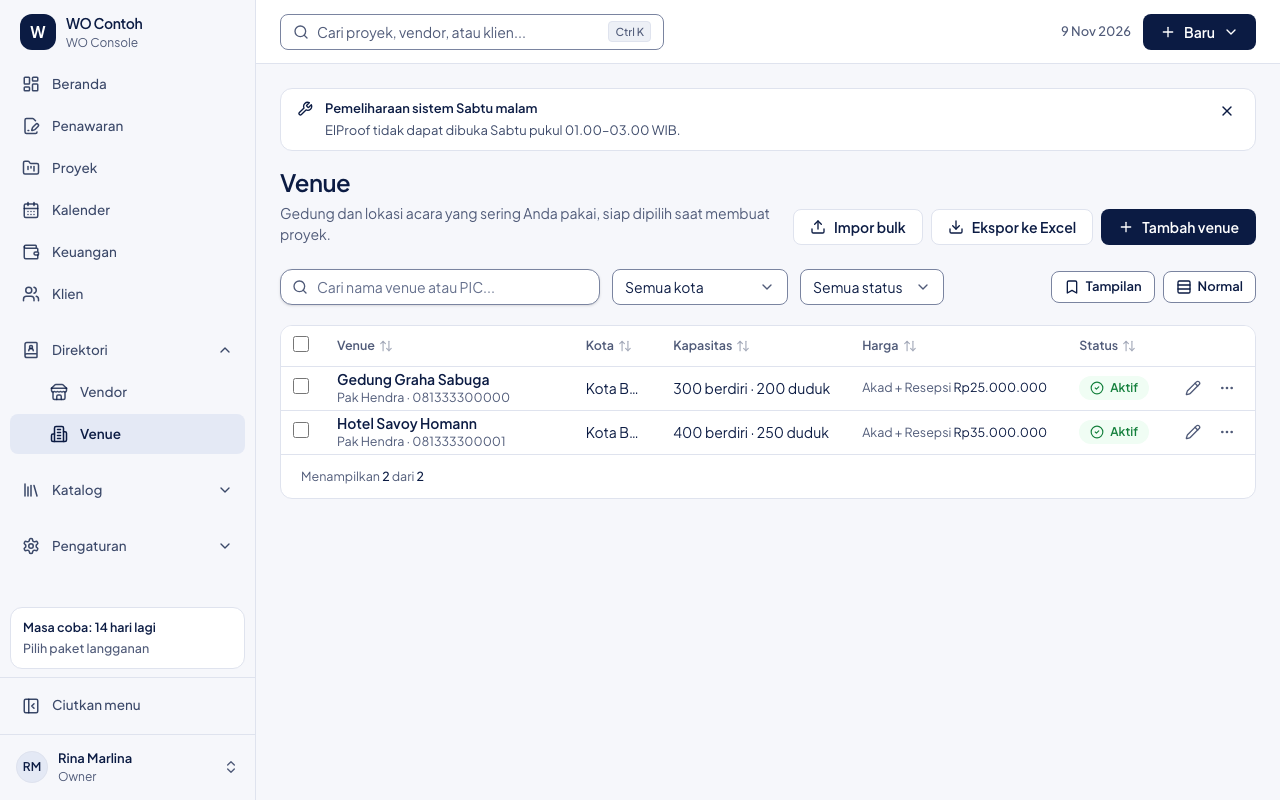 W
WO Contoh
WO Console
Beranda
Penawaran
Proyek
Kalender
Keuangan
Klien
Direktori
Vendor
Venue
Katalog
Pengaturan
Masa coba: 14 hari lagi
Pilih paket langganan
Ciutkan menu
RM
Rina Marlina
Owner
Cari proyek, vendor, atau klien...
Ctrl K
9 Nov 2026
Baru
Pemeliharaan sistem Sabtu malam
ElProof tidak dapat dibuka Sabtu pukul 01.00–03.00 WIB.
Venue
Gedung dan lokasi acara yang sering Anda pakai, siap dipilih saat membuat
proyek.
Impor bulk
Ekspor ke Excel
Tambah venue
Cari nama venue atau PIC...
Semua kota
Semua status
Tampilan
Normal
Venue Kota Kapasitas Harga Status
Gedung Graha Sabuga
Pak Hendra · 081333300000
Kota B... 300 berdiri · 200 duduk Akad + Resepsi Rp25.000.000 Aktif
Hotel Savoy Homann
Pak Hendra · 081333300001
Kota B... 400 berdiri · 250 duduk Akad + Resepsi Rp35.000.000 Aktif
Menampilkan 2 dari 2